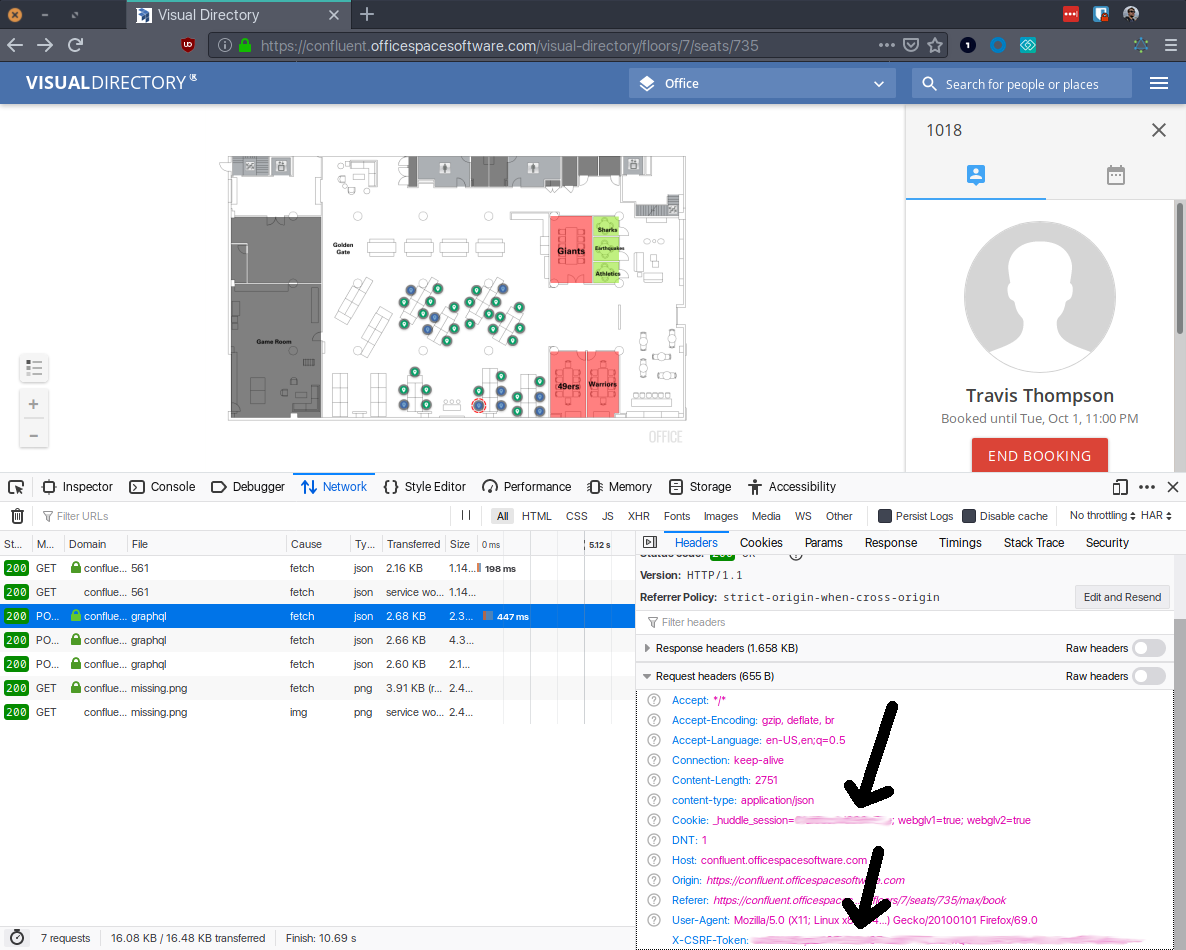 Visual Directory
https://confluent.officespacesoftware.com/visual-directory/floors/7/seats/735
VISUALDIRECTORY
Office
Search for people or places
1018
Golden Gate
Giants
Sharks
Earthquakes
Athletics
Game Room
49ers
Warriors
OFFICE
Travis Thompson
Booked until Tue, Oct 1, 11:00 PM
END BOOKING
Inspector Console Debugger Network Style Editor Performance Memory Storage Accessibility
Filter URLs All HTML CSS JS XHR Fonts Images Media WS Other Persist Logs Disable cache No throttling HAR
St... M... Domain File Cause Ty... Transferred Size 0 ms 5.12 s
200 GET conflue... 561 fetch json 2.16 KB 1.14... 198 ms
200 GET conflue... 561 fetch json service wo... 1.14...
200 PO... conflue... graphql fetch json 2.68 KB 2.3... 447 ms
200 PO... conflue... graphql fetch json 2.66 KB 4.3...
200 PO... conflue... graphql fetch json 2.60 KB 2.1...
200 GET conflue... missing.png fetch png 3.91 KB (r... 2.4...
200 GET conflue... missing.png img png service wo... 2.4...
7 requests 16.08 KB / 16.48 KB transferred Finish: 10.69 s
Headers Cookies Params Response Timings Stack Trace Security
Version: HTTP/1.1
Referrer Policy: strict-origin-when-cross-origin
Edit and Resend
Filter headers
Response headers (1.658 KB) Raw headers
Request headers (655 B) Raw headers
Accept: */*
Accept-Encoding: gzip, deflate, br
Accept-Language: en-US,en;q=0.5
Connection: keep-alive
Content-Length: 2751
content-type: application/json
Cookie: _huddle_session= ; webglv1=true; webglv2=true
DNT: 1
Host: confluent.officespacesoftware.com
Origin: https://confluent.officespacesoftware.com
Referer: https://confluent.officespacesoftware.com/floors/7/seats/735/max/book
User-Agent: Mozilla/5.0 (X11; Linux Gecko/20100101 Firefox/69.0
X-CSRF-Token: